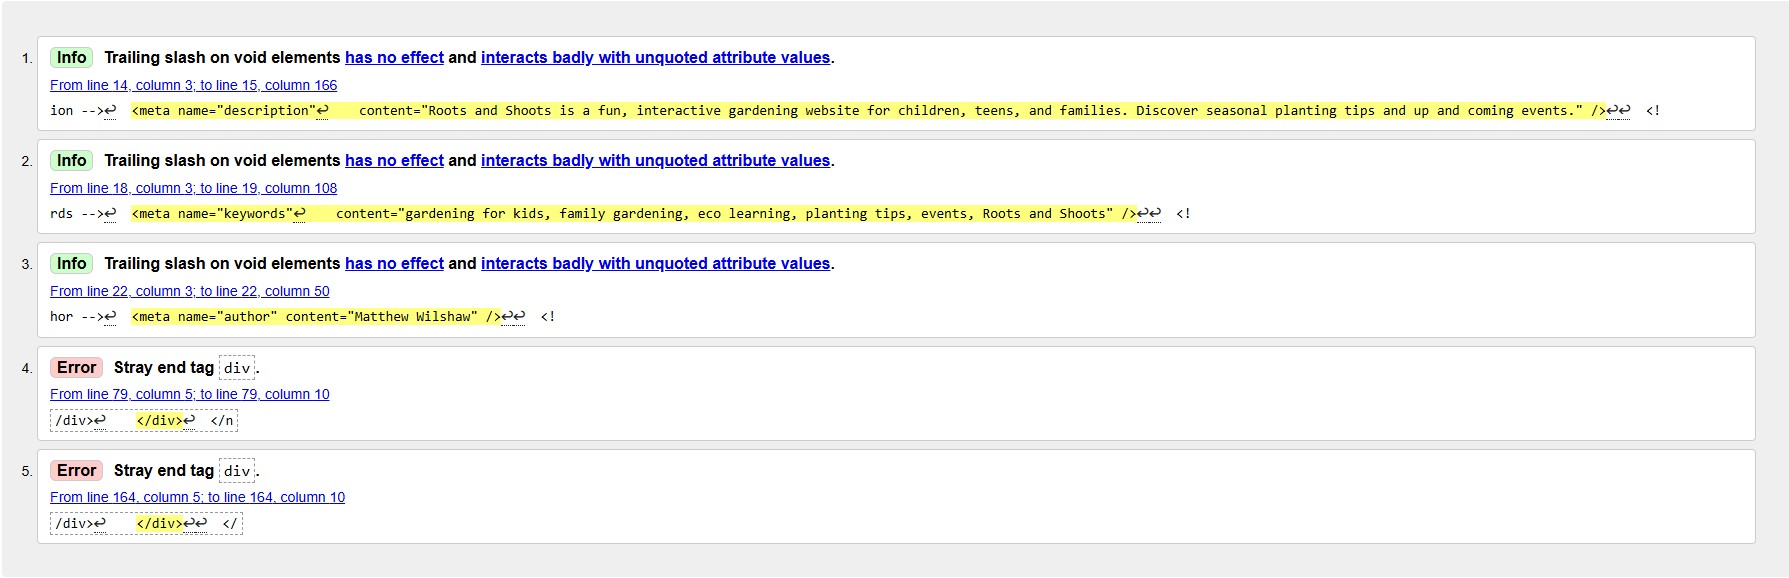 1. Info Trailing slash on void elements has no effect and interacts badly with unquoted attribute values.
From line 14, column 3; to line 15, column 166
ion -->↩ <meta name="description"↩ content="Roots and Shoots is a fun, interactive gardening website for children, teens, and families. Discover seasonal planting tips and up and coming events." />↩↩ <!
2. Info Trailing slash on void elements has no effect and interacts badly with unquoted attribute values.
From line 18, column 3; to line 19, column 108
rds -->↩ <meta name="keywords"↩ content="gardening for kids, family gardening, eco learning, planting tips, events, Roots and Shoots" />↩↩ <!
3. Info Trailing slash on void elements has no effect and interacts badly with unquoted attribute values.
From line 22, column 3; to line 22, column 50
hor -->↩ <meta name="author" content="Matthew Wilshaw" />↩↩ <!
4. Error Stray end tag div.
From line 79, column 5; to line 79, column 10
/div>↩ </div>↩ </n
5. Error Stray end tag div.
From line 164, column 5; to line 164, column 10
/div>↩ </div>↩↩ </